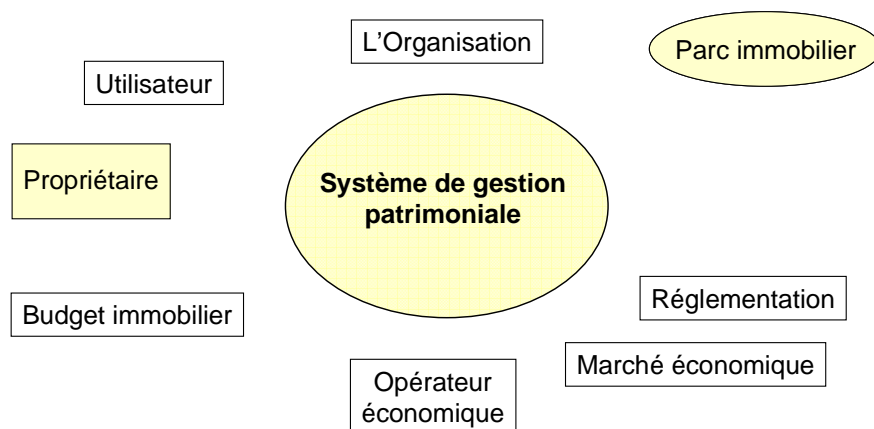 L'Organisation
Parc immobilier
Utilisateur
Propriétaire
Système de gestion
patrimoniale
Budget immobilier
Réglementation
Marché économique
Opérateur
économique